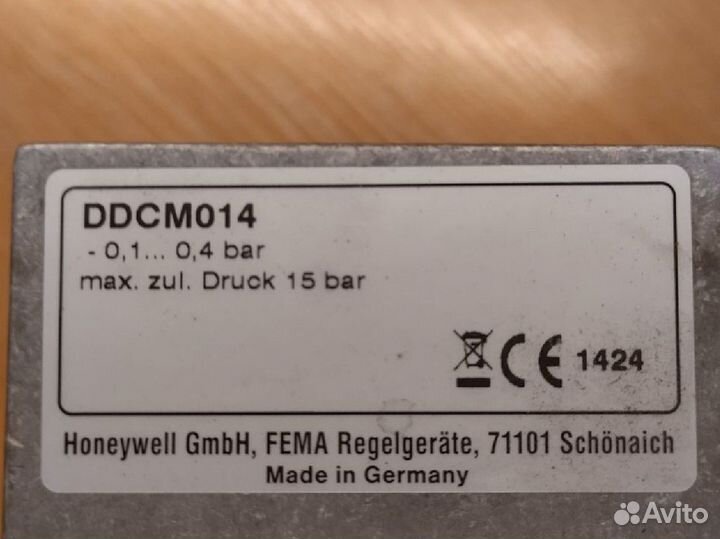 DDCM014
- 0,1... 0,4 bar
max. zul. Druck 15 bar
CE 1424
Honeywell GmbH, FEMA Regelgeräte, 71101 Schönaich
Made in Germany
Avito